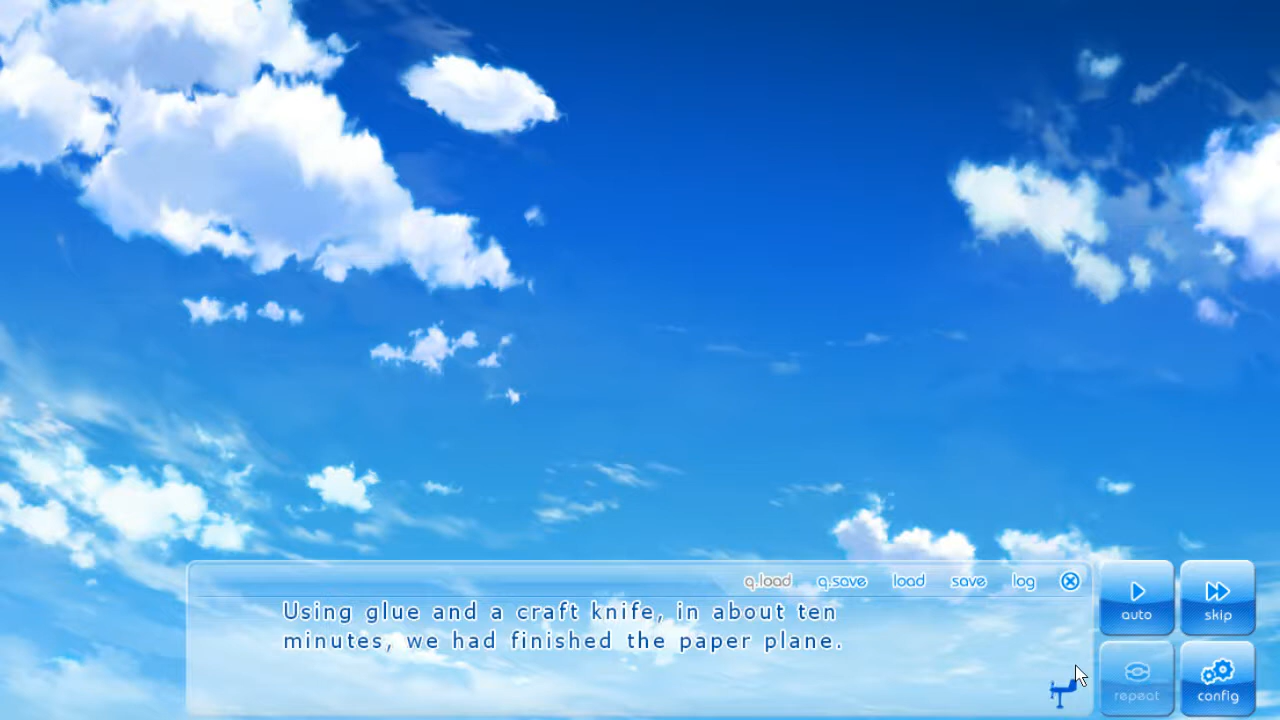 q.load q.save load save log
Using glue and a craft knife, in about ten
minutes, we had finished the paper plane.
auto skip
repeat config